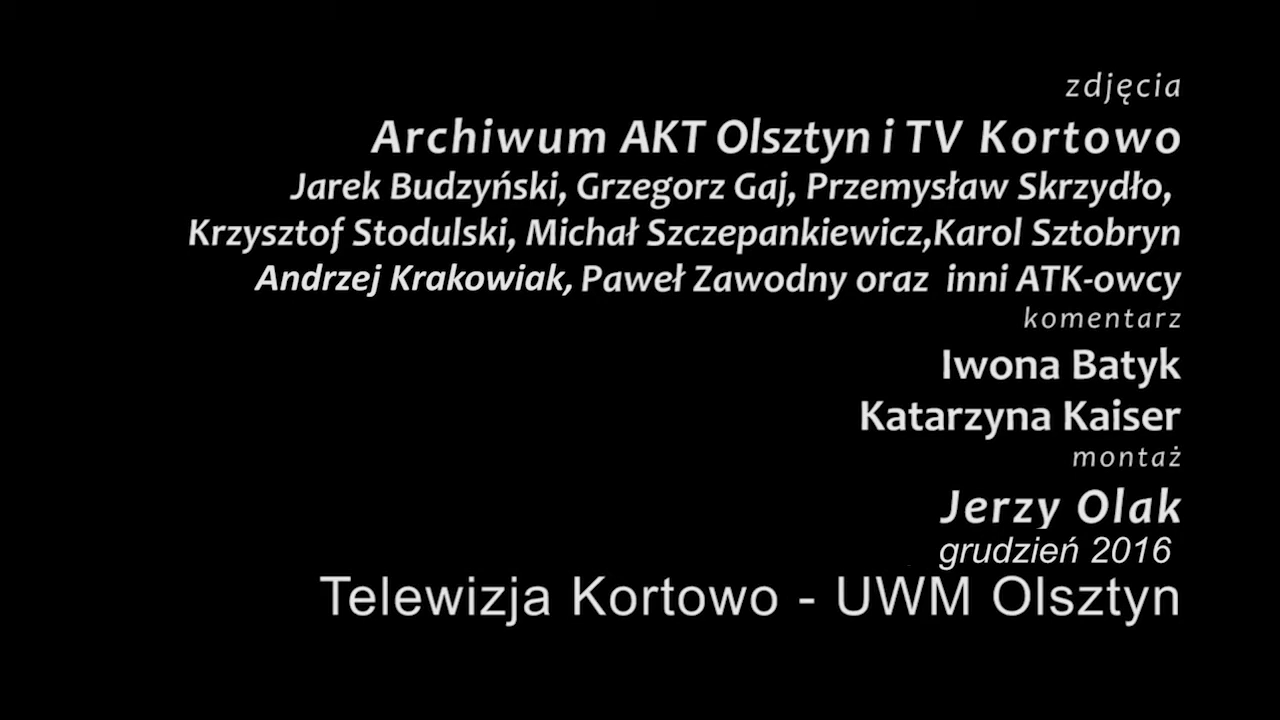 zdjęcia
Archiwum AKT Olsztyn i TV Kortowo
Jarek Budzyński, Grzegorz Gaj, Przemysław Skrzydło,
Krzysztof Stodulski, Michał Szczepankiewicz,Karol Sztobryn
Andrzej Krakowiak, Paweł Zawodny oraz inni ATK-owcy
komentarz
Iwona Batyk
Katarzyna Kaiser
montaż
Jerzy Olak
grudzień 2016
Telewizja Kortowo - UWM Olsztyn